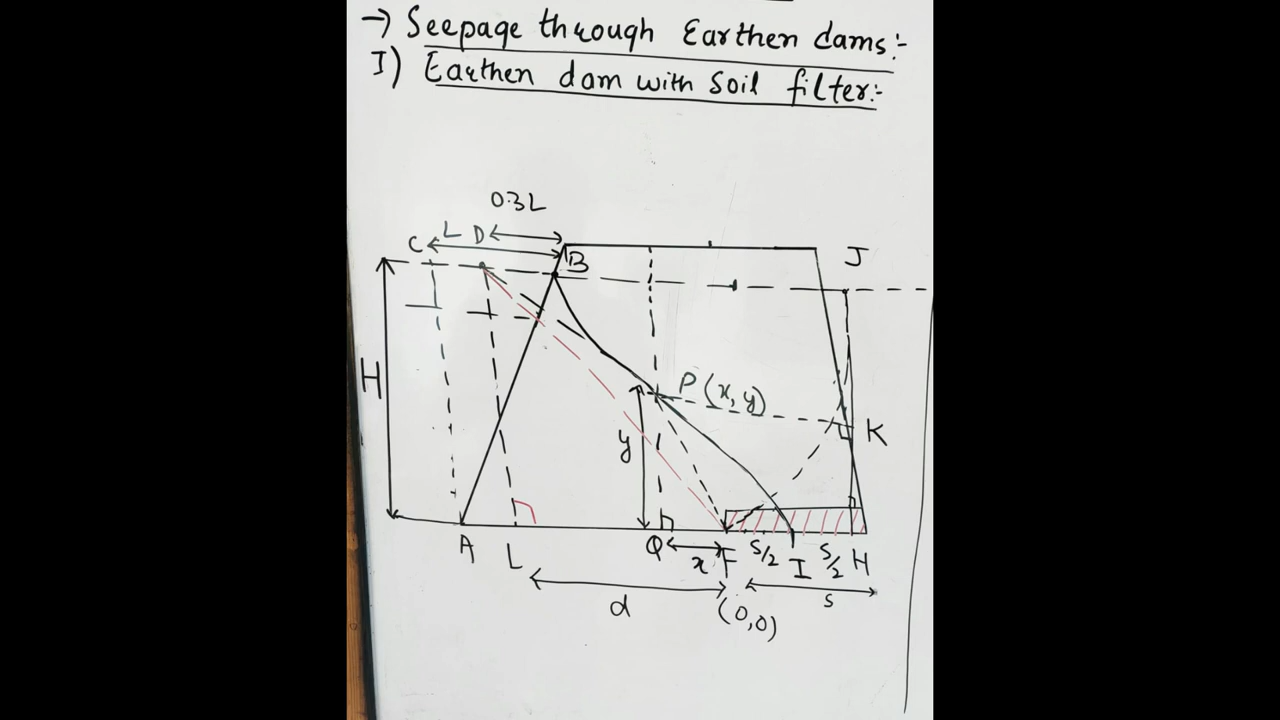 → Seepage through Earthen dams:-
I) Earthen dam with Soil filter:-
0.3L
C L D
B
J
H
P (x, y)
y
K
A L Q x F S/2 I S/2 H
d
(0,0)
s